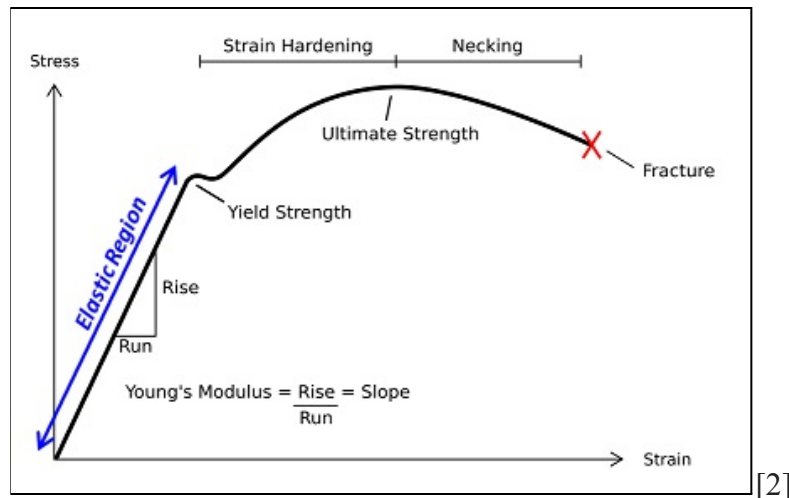 Strain Hardening
Necking
Stress
Ultimate Strength
Fracture
Yield Strength
Elastic Region
Rise
Run
Young's Modulus = Rise = Slope
Run
Strain
[2]